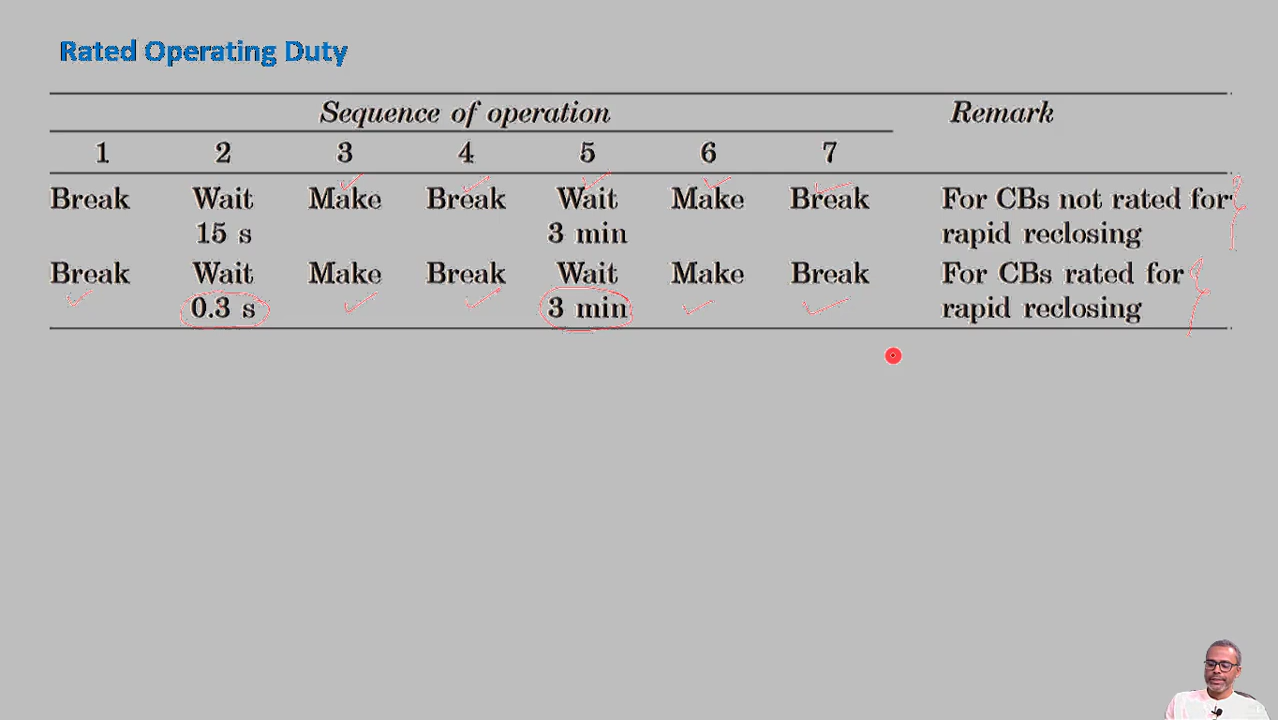 Rated Operating Duty
Sequence of operation Remark
1 2 3 4 5 6 7
Break Wait Make Break Wait Make Break For CBs not rated for
15 s 3 min rapid reclosing
Break Wait Make Break Wait Make Break For CBs rated for
0.3 s 3 min rapid reclosing